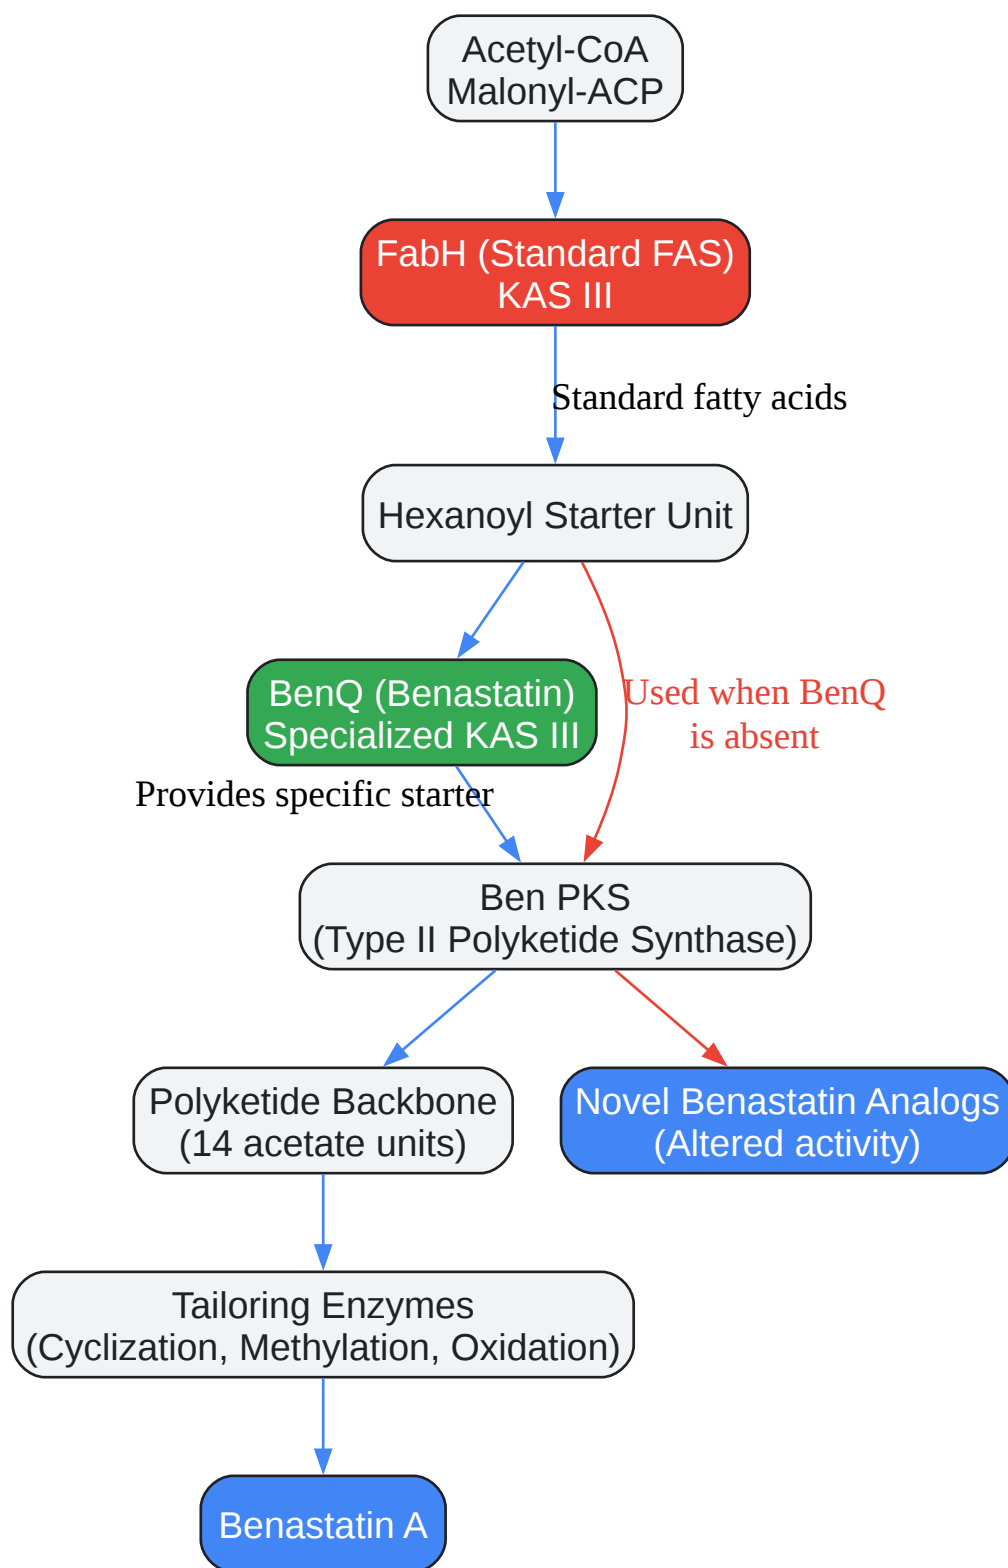 Acetyl-CoA
Malonyl-ACP
FabH (Standard FAS)
KAS III
Standard fatty acids
Hexanoyl Starter Unit
BenQ (Benastatin)
Specialized KAS III
Used when BenQ
is absent
Provides specific starter
Ben PKS
(Type II Polyketide Synthase)
Polyketide Backbone
(14 acetate units)
Novel Benastatin Analogs
(Altered activity)
Tailoring Enzymes
(Cyclization, Methylation, Oxidation)
Benastatin A